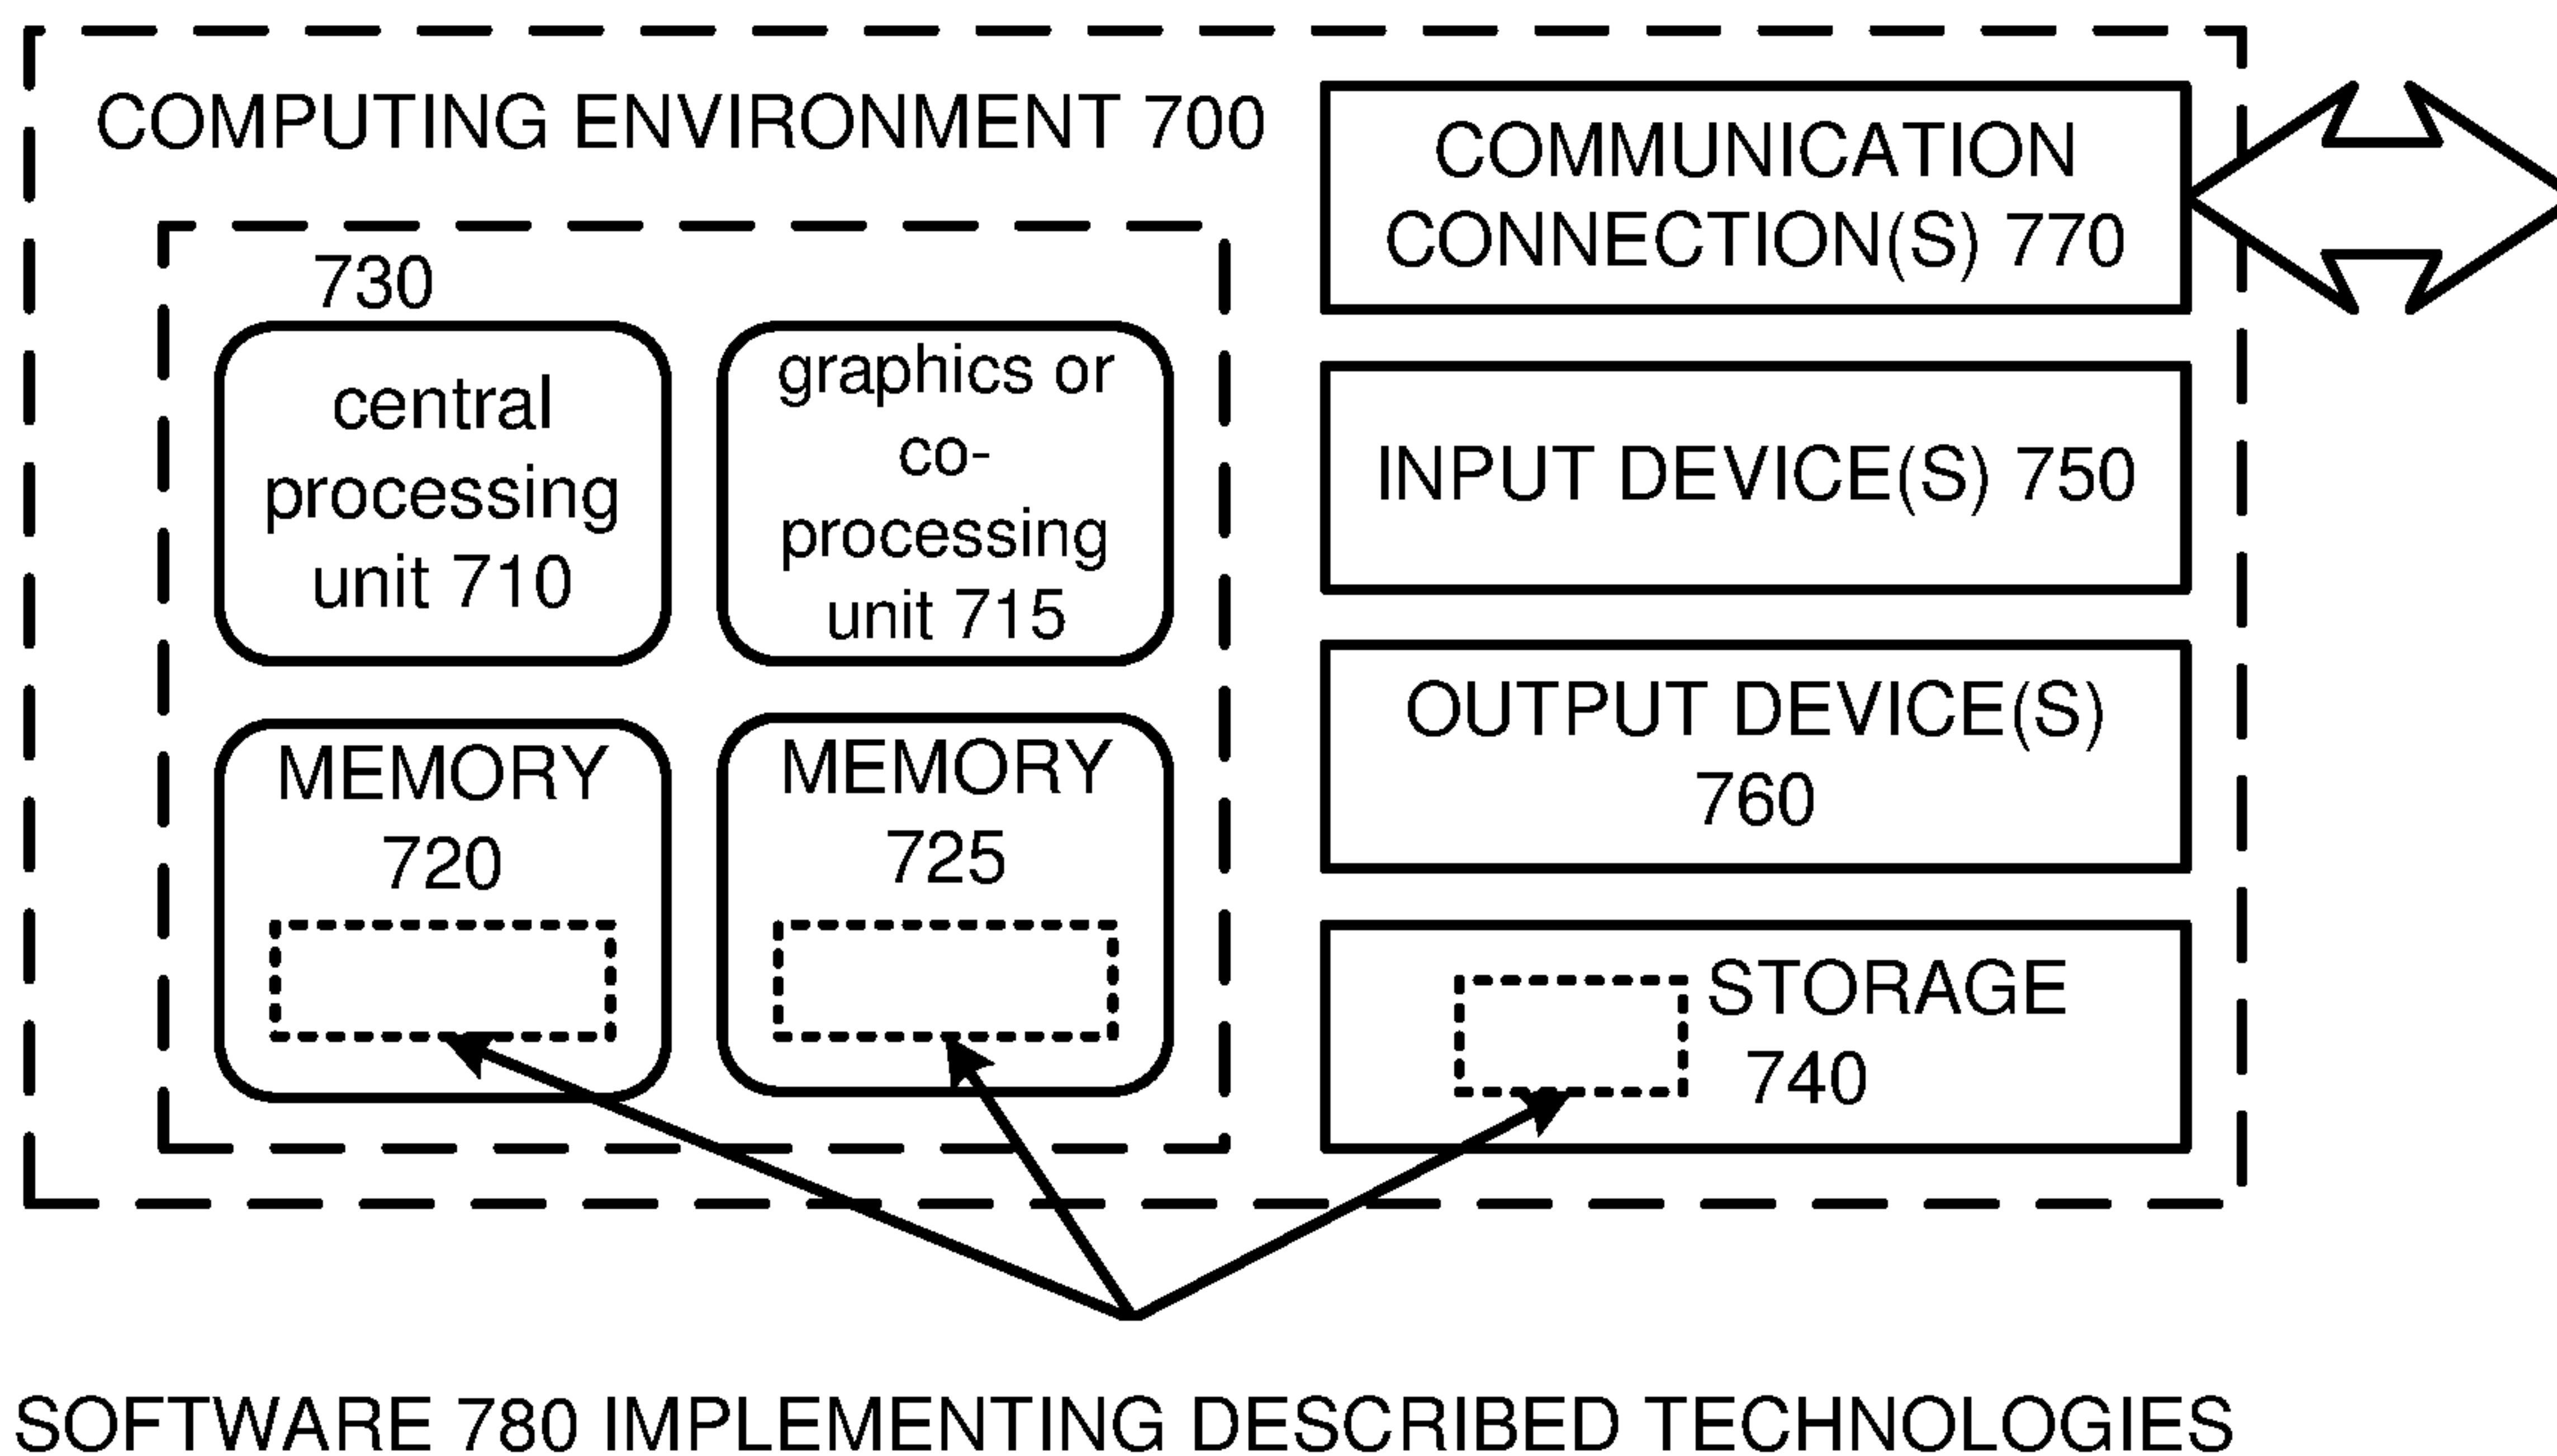 COMPUTING ENVIRONMENT 700
730
central
processing
unit 710
graphics or
co-
processing
unit 715
MEMORY
720
MEMORY
725
COMMUNICATION
CONNECTION(S) 770
INPUT DEVICE(S) 750
OUTPUT DEVICE(S)
760
STORAGE
740
SOFTWARE 780 IMPLEMENTING DESCRIBED TECHNOLOGIES